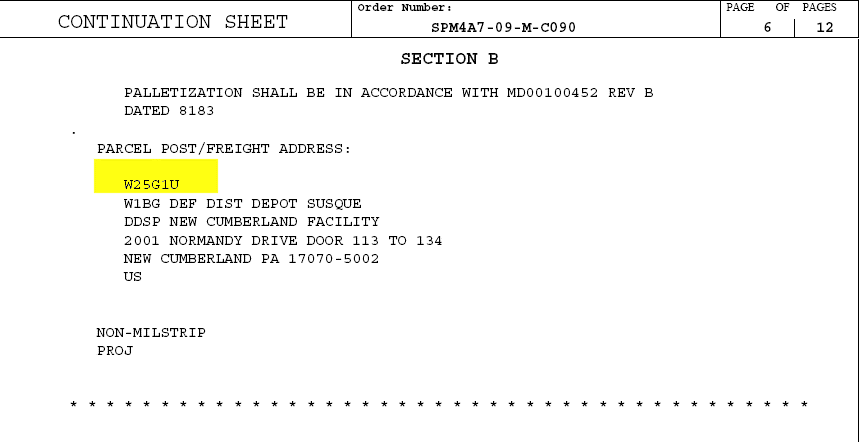 CONTINUATION SHEET
Order Number:
SPM4A7-09-M-C090
PAGE OF PAGES
6 12
SECTION B
PALLETIZATION SHALL BE IN ACCORDANCE WITH MD00100452 REV B
DATED 8183
.
PARCEL POST/FREIGHT ADDRESS:
W25G1U
W1BG DEF DIST DEPOT SUSQUE
DDSP NEW CUMBERLAND FACILITY
2001 NORMANDY DRIVE DOOR 113 TO 134
NEW CUMBERLAND PA 17070-5002
US
NON-MILSTRIP
PROJ
* * * * * * * * * * * * * * * * * * * * * * * * * * * * * * * * * * * * * * * * *